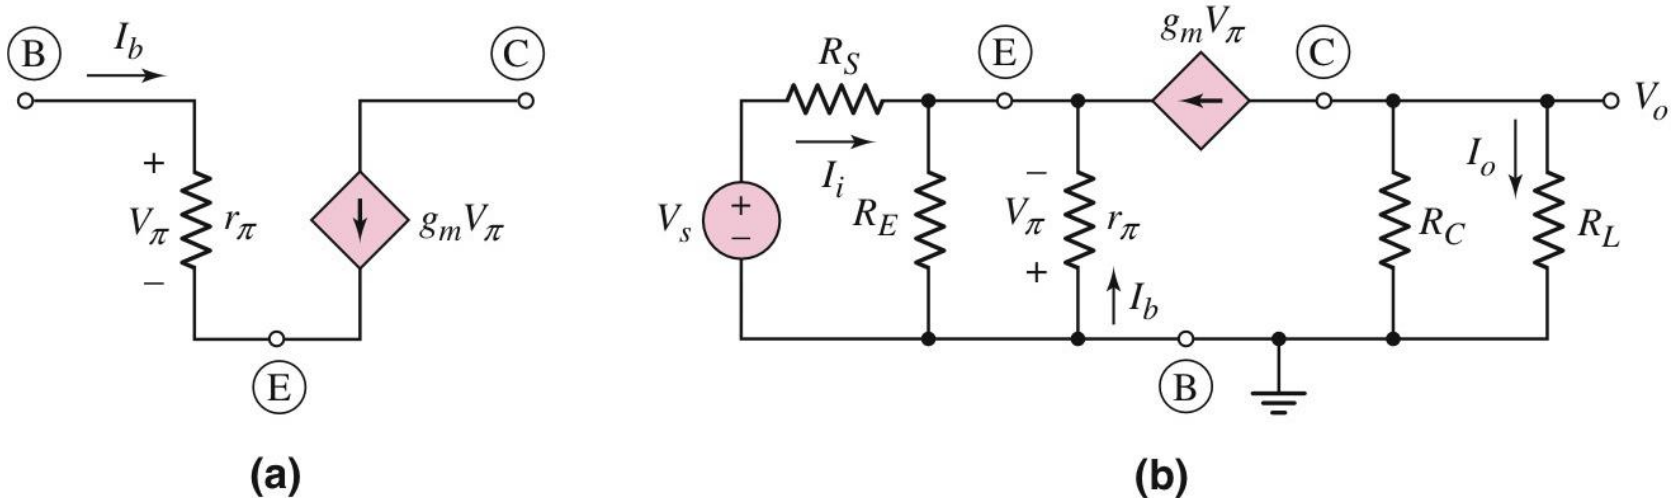 B
I_b
C
+
V_π
r_π
−
g_mV_π
E
(a)
R_S
E
g_mV_π
C
V_o
I_i
I_o
V_s
+
−
R_E
−
V_π
r_π
+
I_b
R_C
R_L
B
(b)